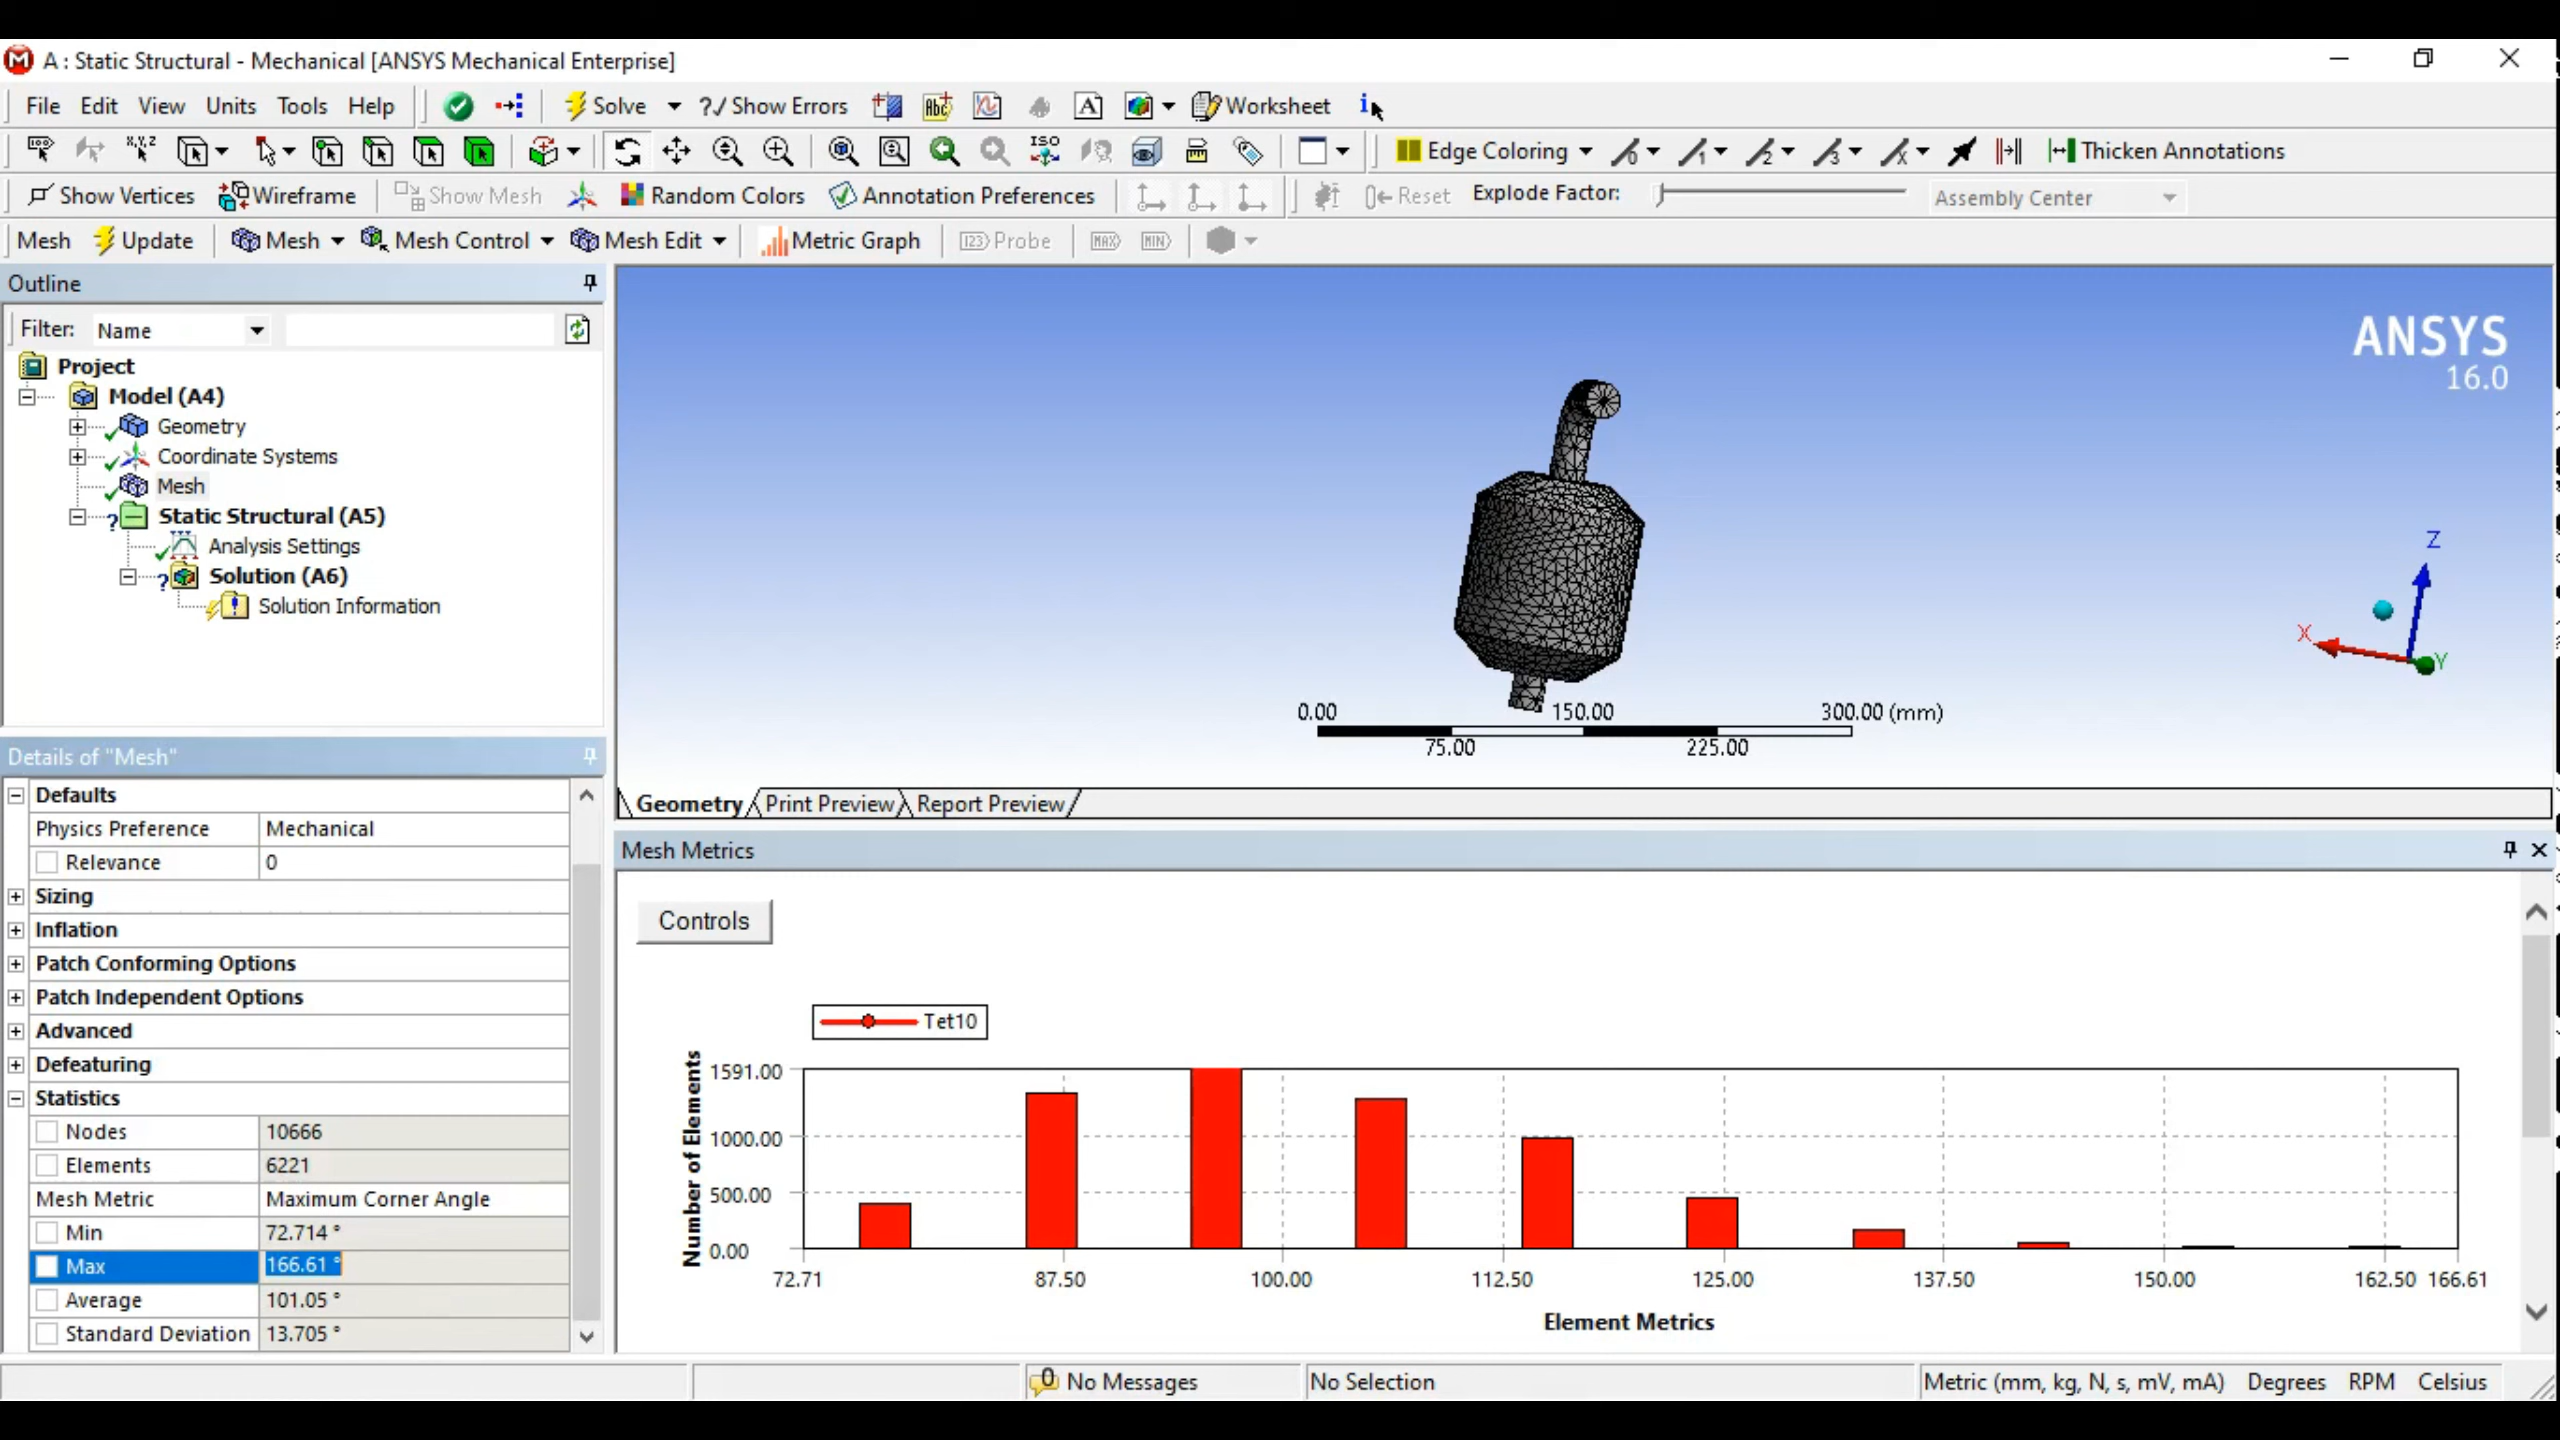 A : Static Structural - Mechanical [ANSYS Mechanical Enterprise]
File Edit View Units Tools Help Solve ?/ Show Errors Worksheet
Edge Coloring Thicken Annotations
Show Vertices Wireframe Show Mesh Random Colors Annotation Preferences Reset Explode Factor: Assembly Center
Mesh Update Mesh Mesh Control Mesh Edit Metric Graph Probe MAX MIN
Outline
Filter: Name
Project
Model (A4)
Geometry
Coordinate Systems
Mesh
Static Structural (A5)
Analysis Settings
Solution (A6)
Solution Information
ANSYS
16.0
Z
X
Y
0.00 150.00 300.00 (mm)
75.00 225.00
Geometry Print Preview Report Preview
Details of "Mesh"
Defaults
Physics Preference Mechanical
Relevance 0
Sizing
Inflation
Patch Conforming Options
Patch Independent Options
Advanced
Defeaturing
Statistics
Nodes 10666
Elements 6221
Mesh Metric Maximum Corner Angle
Min 72.714 °
Max 166.61 °
Average 101.05 °
Standard Deviation 13.705 °
Mesh Metrics
Controls
Tet10
Number of Elements
1591.00
1000.00
500.00
0.00
72.71 87.50 100.00 112.50 125.00 137.50 150.00 162.50 166.61
Element Metrics
No Messages No Selection Metric (mm, kg, N, s, mV, mA) Degrees RPM Celsius